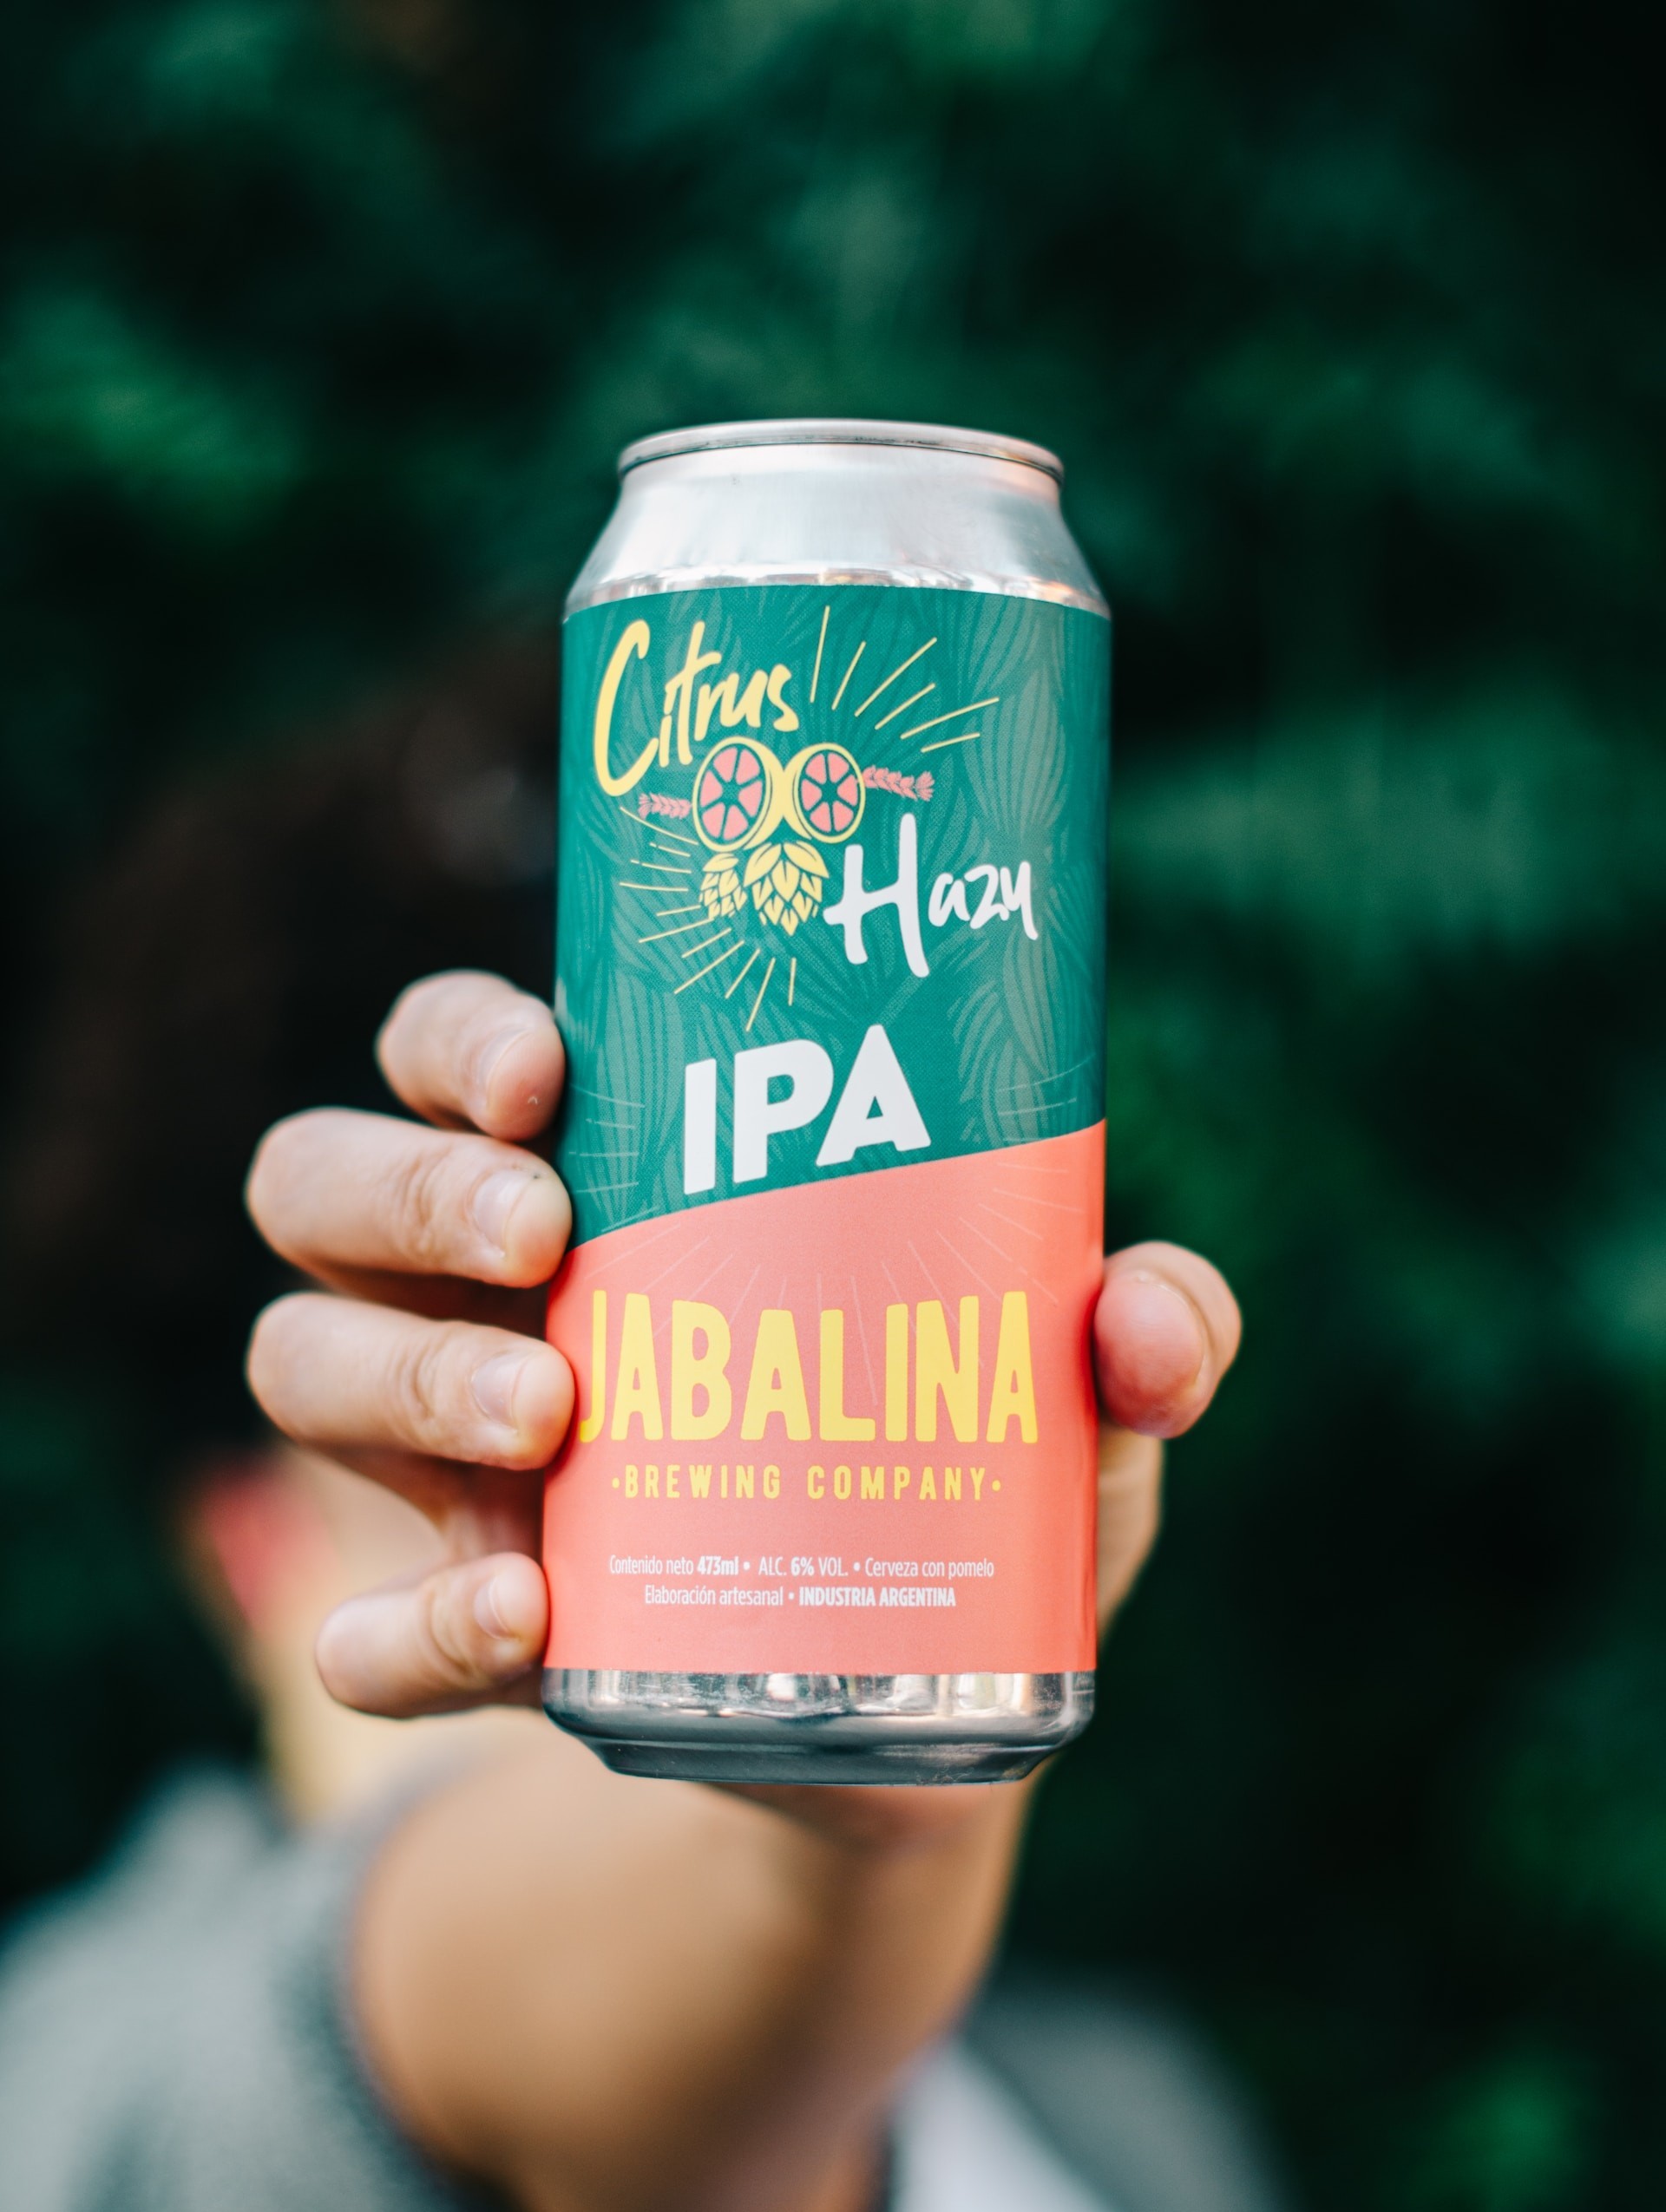 Citrus
Hazy
IPA
JABALINA
•BREWING COMPANY•
Contenido neto 473ml • ALC. 6% VOL. • Cerveza con pomelo
Elaboración artesanal • INDUSTRIA ARGENTINA